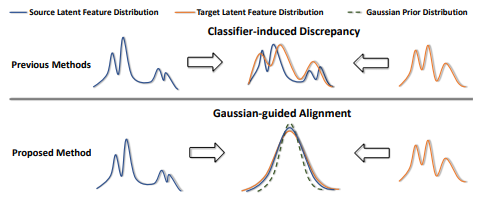 Source Latent Feature Distribution Target Latent Feature Distribution Gaussian Prior Distribution
Classifier-induced Discrepancy
Previous Methods
Gaussian-guided Alignment
Proposed Method